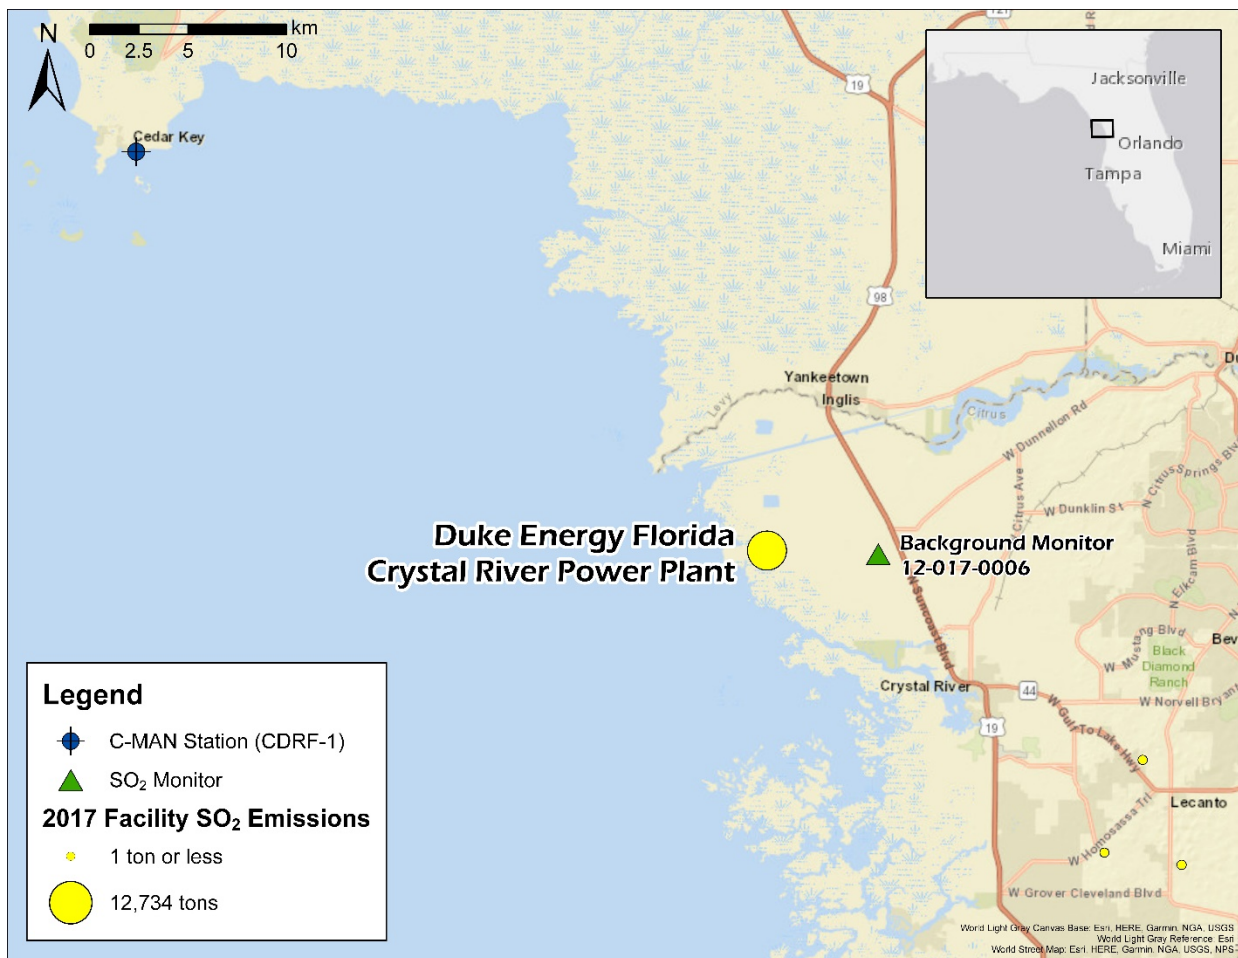 N
km
0 2.5 5 10
19
Jacksonville
Orlando
Tampa
Miami
Cedar Key
98
Yankeetown
Inglis
Levy
Citrus
W Dunnellon Rd
N Citrus
Springs Blv
N Citrus Ave
W Dunklin St
Duke Energy Florida
Crystal River Power Plant
Background Monitor
12-017-0006
N Suncoast Blvd
N Elkcam Blvd
W Mustang Blvd
Bev
Black
Diamond
Ranch
Crystal River
44
W Norvell Bryant
19
W Gulf To Lake Hwy
Lecanto
W Homosassa Trl
W Grover Cleveland Blvd
Legend
C-MAN Station (CDRF-1)
SO₂ Monitor
2017 Facility SO₂ Emissions
1 ton or less
12,734 tons
World Light Gray Canvas Base: Esri, HERE, Garmin, NGA, USGS
World Light Gray Reference: Esri
World Street Map: Esri, HERE, Garmin, NGA, USGS, NPS